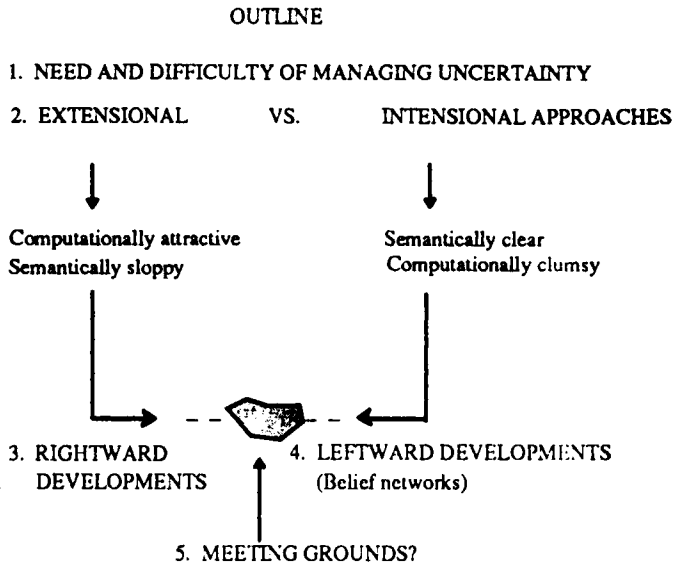 OUTLINE
1. NEED AND DIFFICULTY OF MANAGING UNCERTAINTY
2. EXTENSIONAL VS. INTENSIONAL APPROACHES
Computationally attractive
Semantically sloppy
Semantically clear
Computationally clumsy
3. RIGHTWARD
DEVELOPMENTS
4. LEFTWARD DEVELOPMENTS
(Belief networks)
5. MEETING GROUNDS?